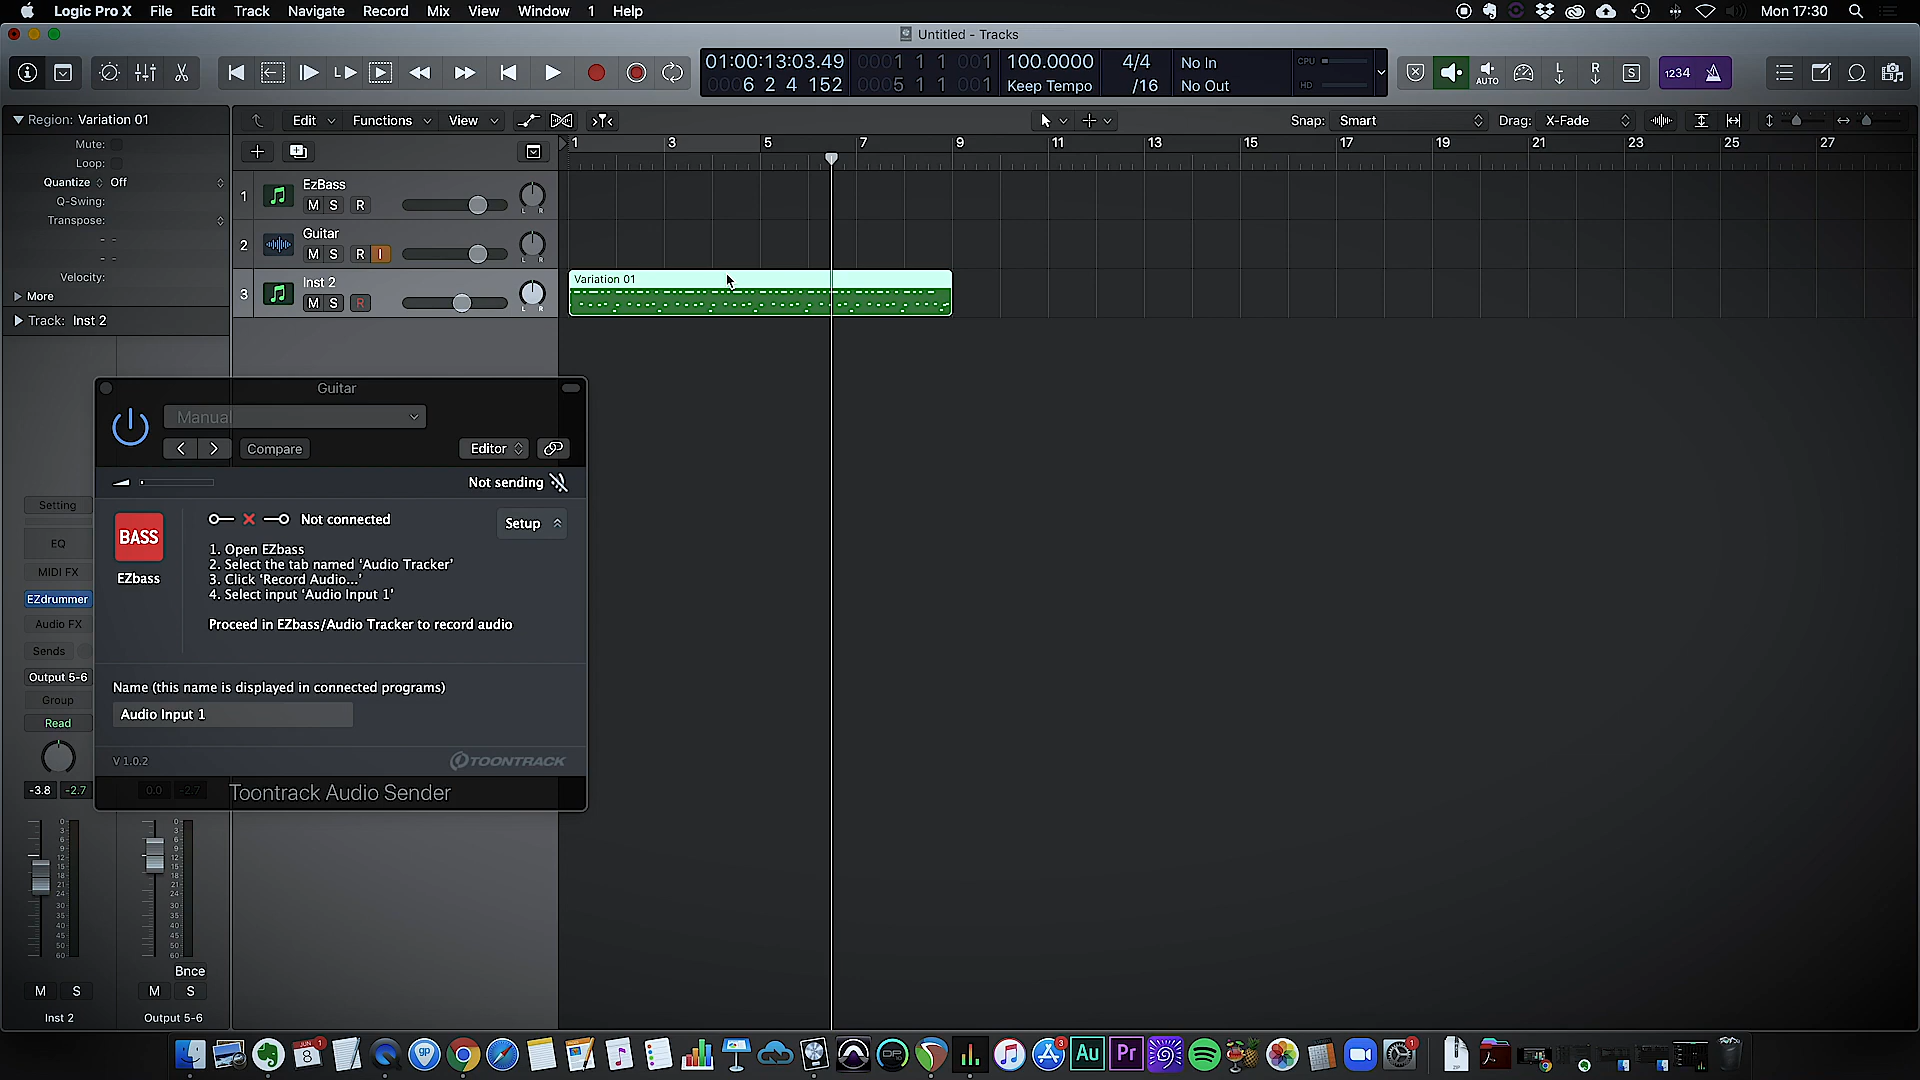 Logic Pro X File Edit Track Navigate Record Mix View Window 1 Help
Mon 17:30
Untitled - Tracks
01:00:13:03.49 0001 1 1 001 100.0000 4/4 No In CPU
0006 2 4 152 0005 1 1 001 Keep Tempo /16 No Out HD
AUTO
L R S
1234
Region: Variation 01
Edit Functions View
Snap: Smart Drag: X-Fade
Mute:
Loop:
Quantize Off
Q-Swing:
Transpose:
Velocity:
More
Track: Inst 2
1 3 5 7 9 11 13 15 17 19 21 23 25 27
1 EzBass
M S R L R
2 Guitar
M S R I L R
3 Inst 2
M S R L R
Variation 01
Guitar
Manual
Compare
Editor
Not sending
BASS
EZbass
Not connected
Setup
1. Open EZbass
2. Select the tab named 'Audio Tracker'
3. Click 'Record Audio...'
4. Select input 'Audio Input 1'
Proceed in EZbass/Audio Tracker to record audio
Name (this name is displayed in connected programs)
Audio Input 1
V 1.0.2
TOONTRACK
Toontrack Audio Sender
Setting
EQ
MIDI FX
EZdrummer
Audio FX
Sends
Output 5-6
Group
Read
-3.8 -2.7 0.0 -2.7
Bnce
M S M S
Inst 2 Output 5-6
JUN
8
gp
DP
Au
Pr